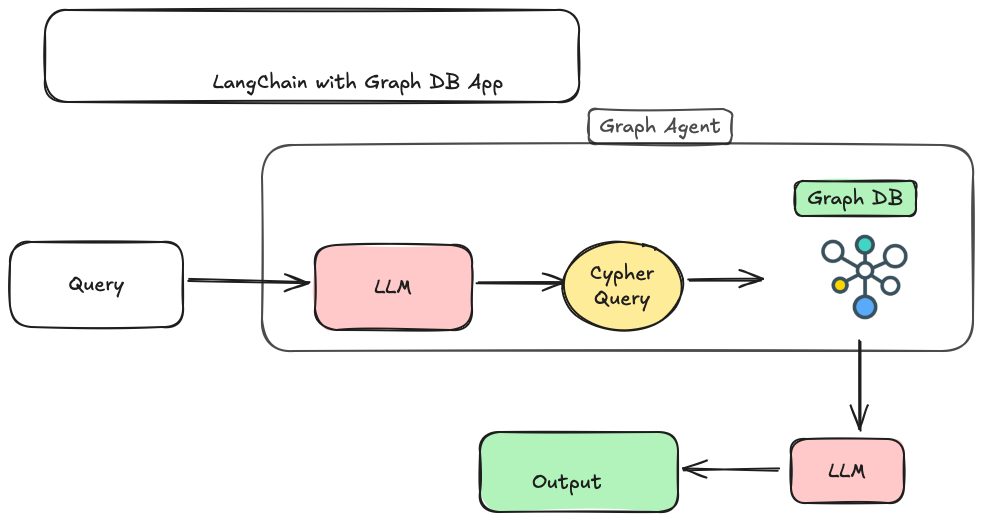 LangChain with Graph DB App
Graph Agent
Graph DB
Query
LLM
Cypher
Query
LLM
Output